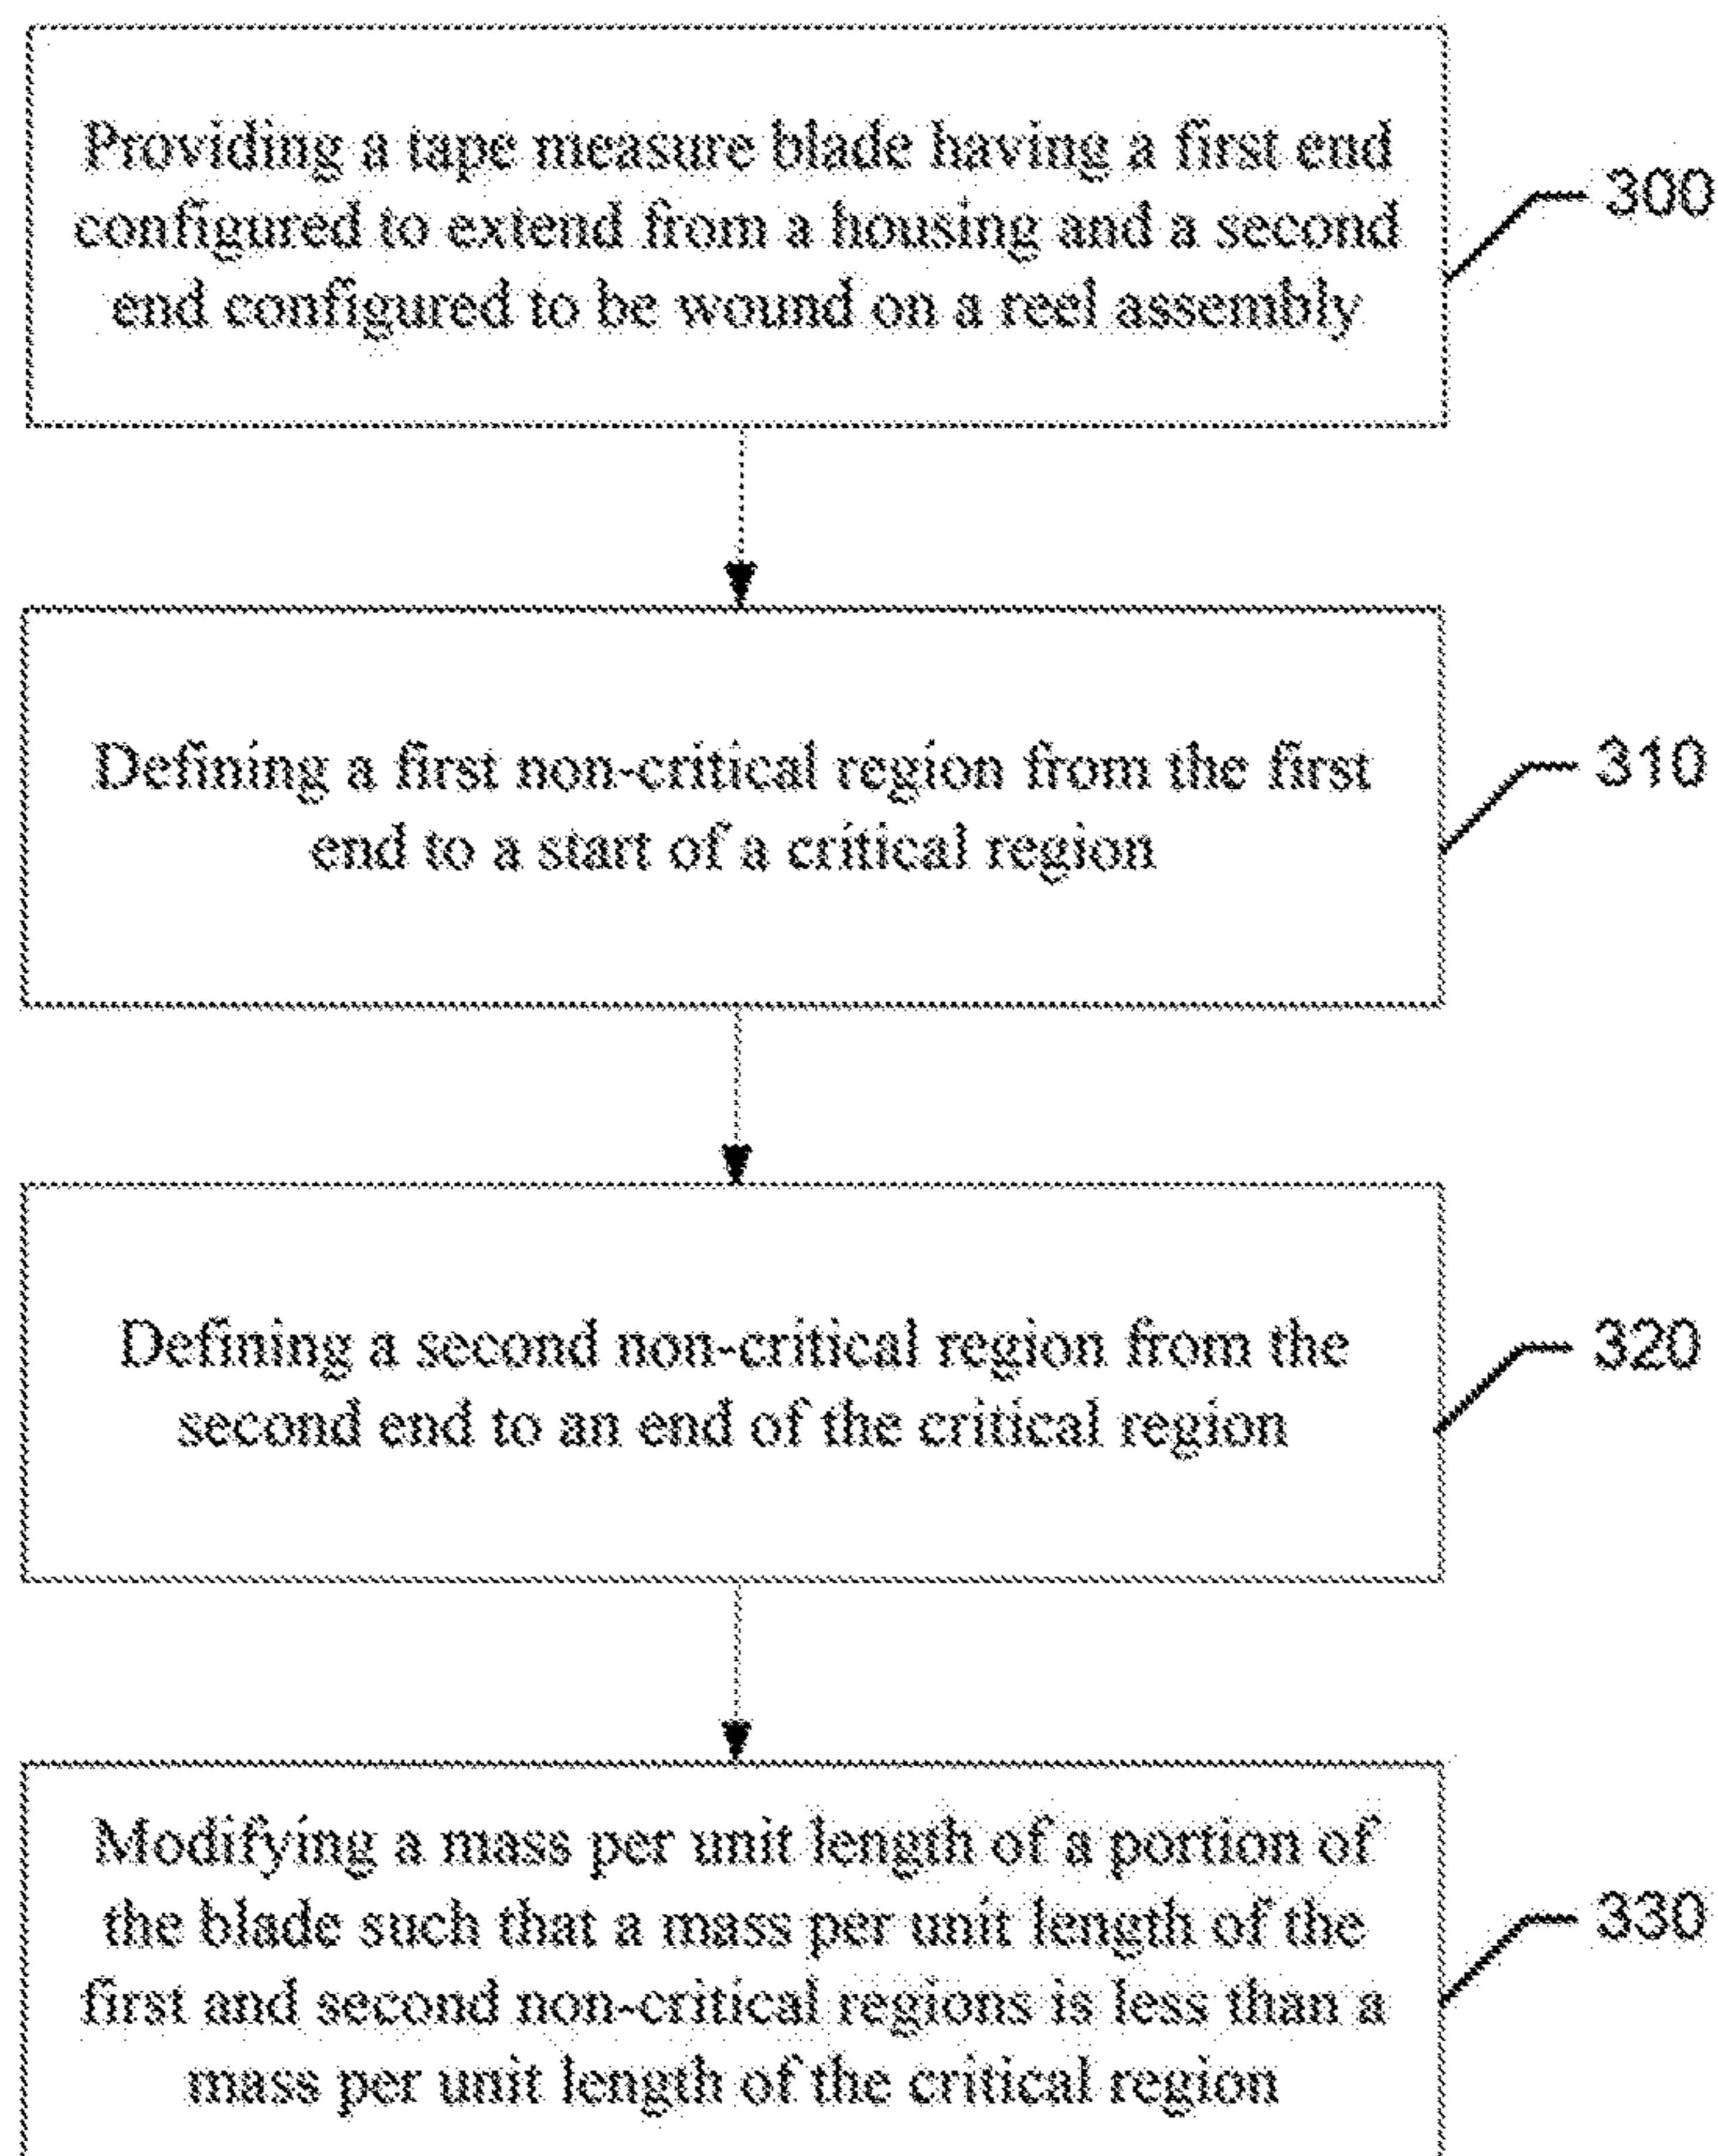 Providing a tape measure blade having a first end
configured to extend from a housing and a second
end configured to be wound on a reel assembly
300
Defining a first non-critical region from the first
end to a start of a critical region
310
Defining a second non-critical region from the
second end to an end of the critical region
320
Modifying a mass per unit length of a portion of
the blade such that a mass per unit length of the
first and second non-critical regions is less than a
mass per unit length of the critical region
330